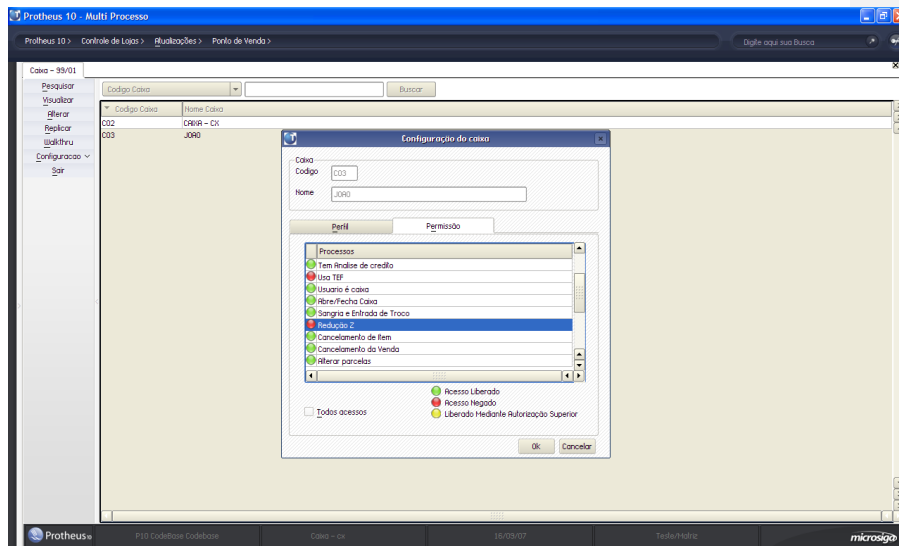 Protheus 10 - Multi Processo
Protheus 10 > Controle de Lojas > Atualizações > Ponto de Venda >
Digite aqui sua Busca
Caixa - 99/01
Pesquisar
Visualizar
Alterar
Replicar
Walkthru
Configuracao
Sair
Codigo Caixa
Buscar
Codigo Caixa Nome Caixa
C02 CAIXA - CX
C03 JOAO
Configuração do caixa
Caixa
Codigo C03
Nome JOAO
Perfil Permissão
Processos
Tem Analise de credito
Usa TEF
Usuario é caixa
Abre/Fecha Caixa
Sangria e Entrada de Troco
Redução Z
Cancelamento de Item
Cancelamento da Venda
Alterar parcelas
Acesso Liberado
Acesso Negado
Liberado Mediante Autorização Superior
Todos acessos
Ok Cancelar
Protheus10 P10 CodeBase Codebase Caixa - cx 16/09/07 Teste/Matriz microsiga